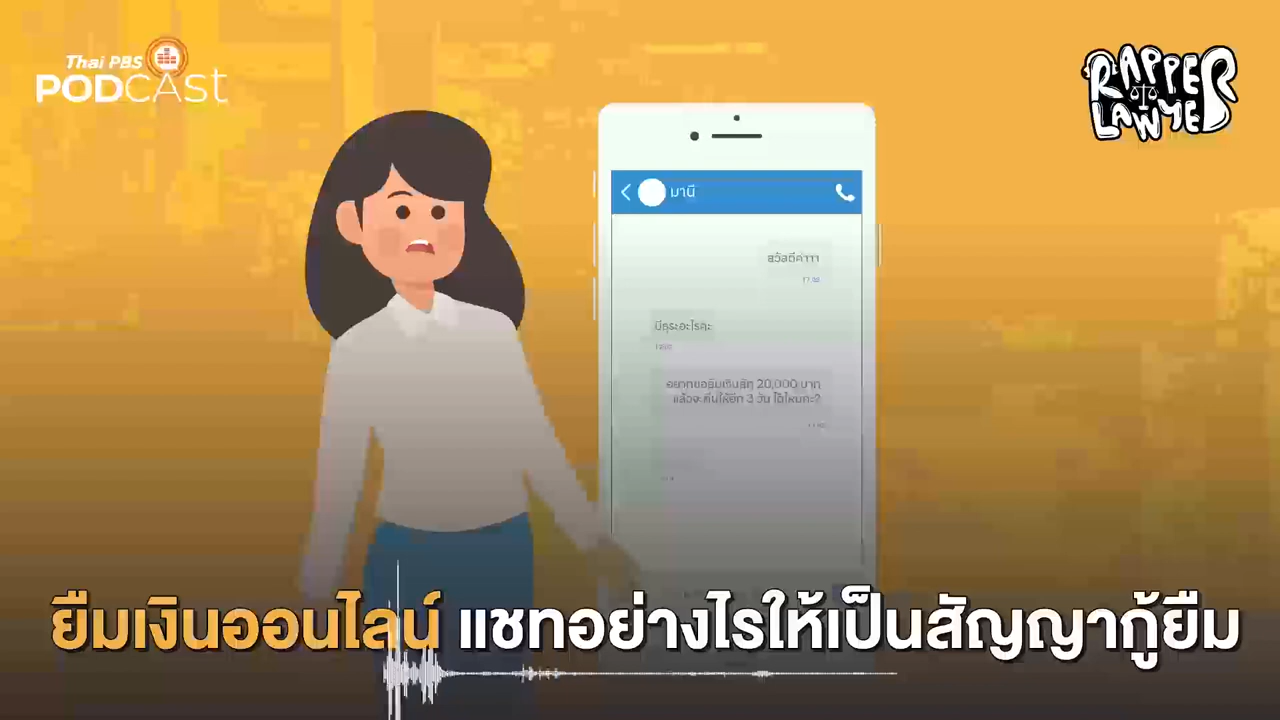 Thai PBS
PODCAST
RAPPER
LAWYER
มานี
สวัสดีค่าาา
มีธุระอะไรคะ
อยากขอยืมเงินสัก 20,000 บาท
แล้วจะคืนให้อีก 3 วัน ได้ไหมคะ?
ยืมเงินออนไลน์ แชทอย่างไรให้เป็นสัญญากู้ยืม